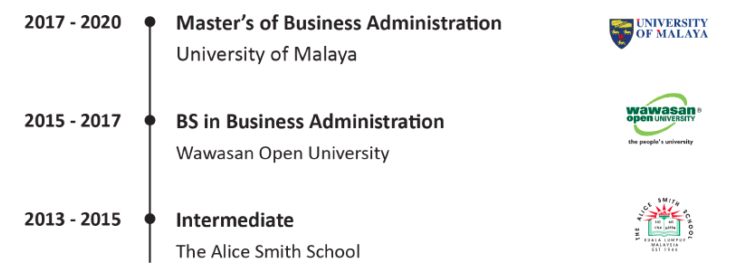 2017 - 2020
Master's of Business Administration
University of Malaya
UNIVERSITY
OF MALAYA
2015 - 2017
BS in Business Administration
Wawasan Open University
wawasan®
open UNIVERSITY
the people's university
2013 - 2015
Intermediate
The Alice Smith School
THE ALICE SMITH SCHOOL
KUALA LUMPUR
MALAYSIA
EST 1946